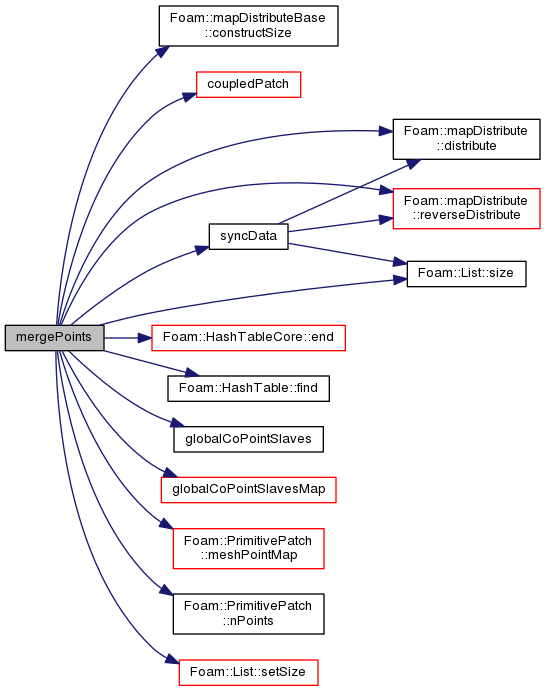 Foam::mapDistributeBase
::constructSize
coupledPatch
Foam::mapDistribute
::distribute
Foam::mapDistribute
::reverseDistribute
syncData
Foam::List::size
mergePoints
Foam::HashTableCore::end
Foam::HashTable::find
globalCoPointSlaves
globalCoPointSlavesMap
Foam::PrimitivePatch
::meshPointMap
Foam::PrimitivePatch
::nPoints
Foam::List::setSize